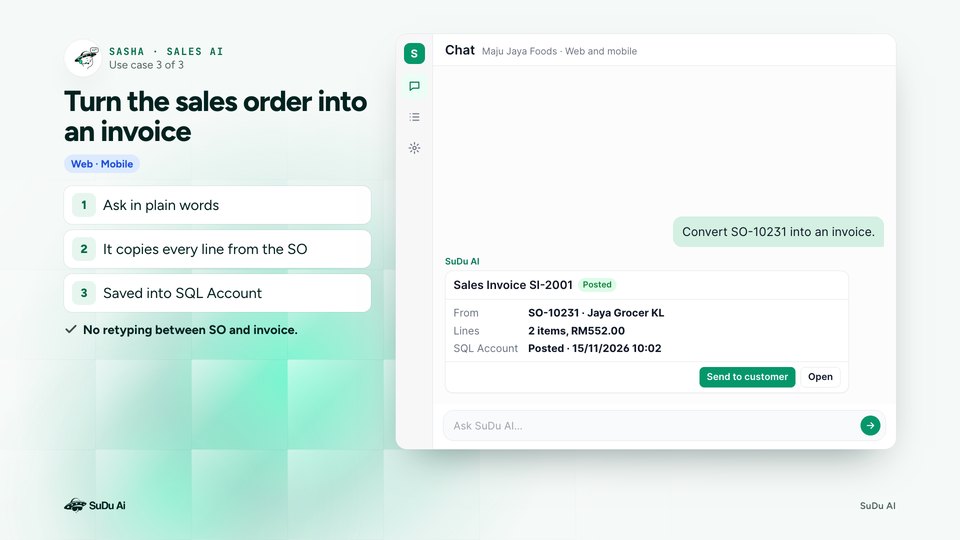 SASHA · SALES AI
Use case 3 of 3
Turn the sales order into
an invoice
Web · Mobile
1 Ask in plain words
2 It copies every line from the SO
3 Saved into SQL Account
No retyping between SO and invoice.
SuDu Ai
S
Chat Maju Jaya Foods · Web and mobile
Convert SO-10231 into an invoice.
SuDu AI
Sales Invoice SI-2001 Posted
From SO-10231 · Jaya Grocer KL
Lines 2 items, RM552.00
SQL Account Posted · 15/11/2026 10:02
Send to customer Open
Ask SuDu AI...
SuDu AI